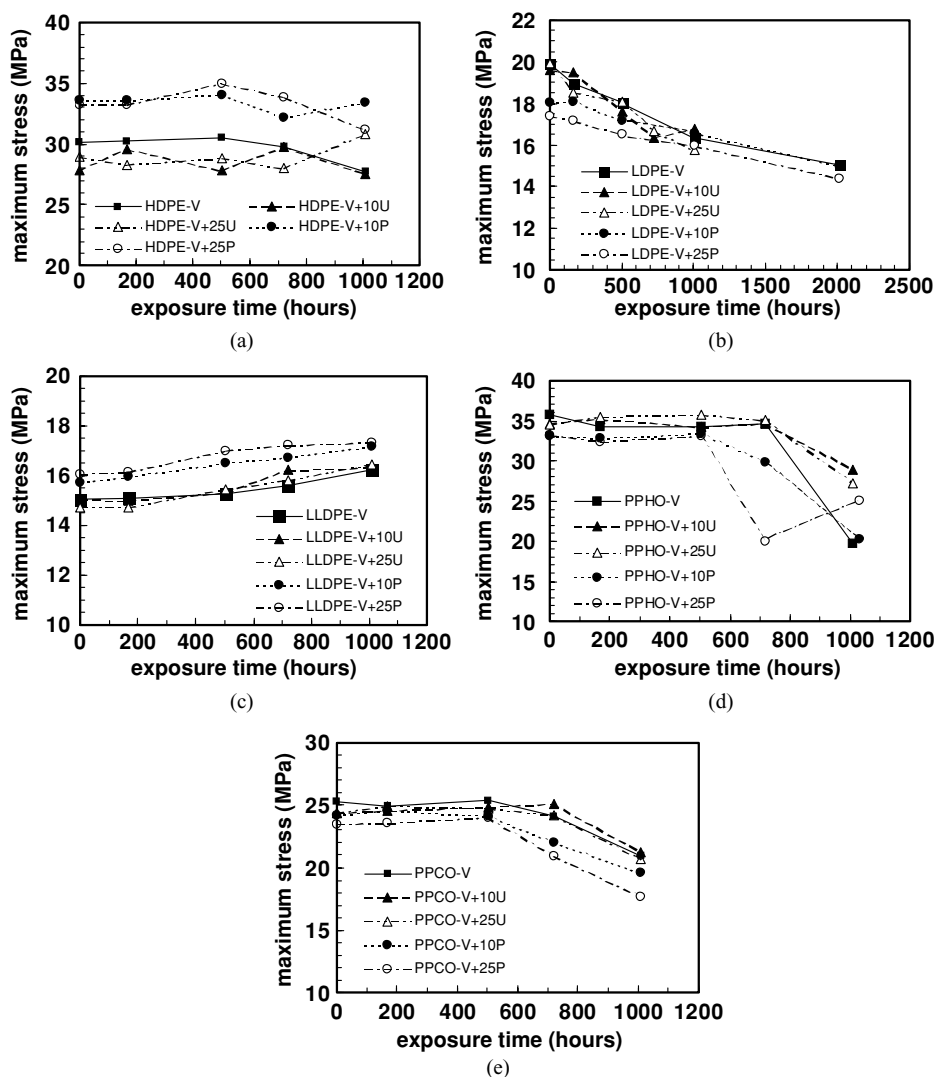 maximum stress (MPa)
40
35
30
25
20
HDPE-V
HDPE-V+10U
HDPE-V+25U
HDPE-V+10P
HDPE-V+25P
0 200 400 600 800 1000 1200
exposure time (hours)
(a)
maximum stress (MPa)
22
20
18
16
14
12
10
LDPE-V
LDPE-V+10U
LDPE-V+25U
LDPE-V+10P
LDPE-V+25P
0 500 1000 1500 2000 2500
exposure time (hours)
(b)
maximum stress (MPa)
20
18
16
14
12
10
LLDPE-V
LLDPE-V+10U
LLDPE-V+25U
LLDPE-V+10P
LLDPE-V+25P
0 200 400 600 800 1000 1200
exposure time (hours)
(c)
maximum stress (MPa)
40
35
30
25
20
15
10
PPHO-V
PPHO-V+10U
PPHO-V+25U
PPHO-V+10P
PPHO-V+25P
0 200 400 600 800 1000 1200
exposure time (hours)
(d)
maximum stress (MPa)
30
25
20
15
10
PPCO-V
PPCO-V+10U
PPCO-V+25U
PPCO-V+10P
PPCO-V+25P
0 200 400 600 800 1000 1200
exposure time (hours)
(e)